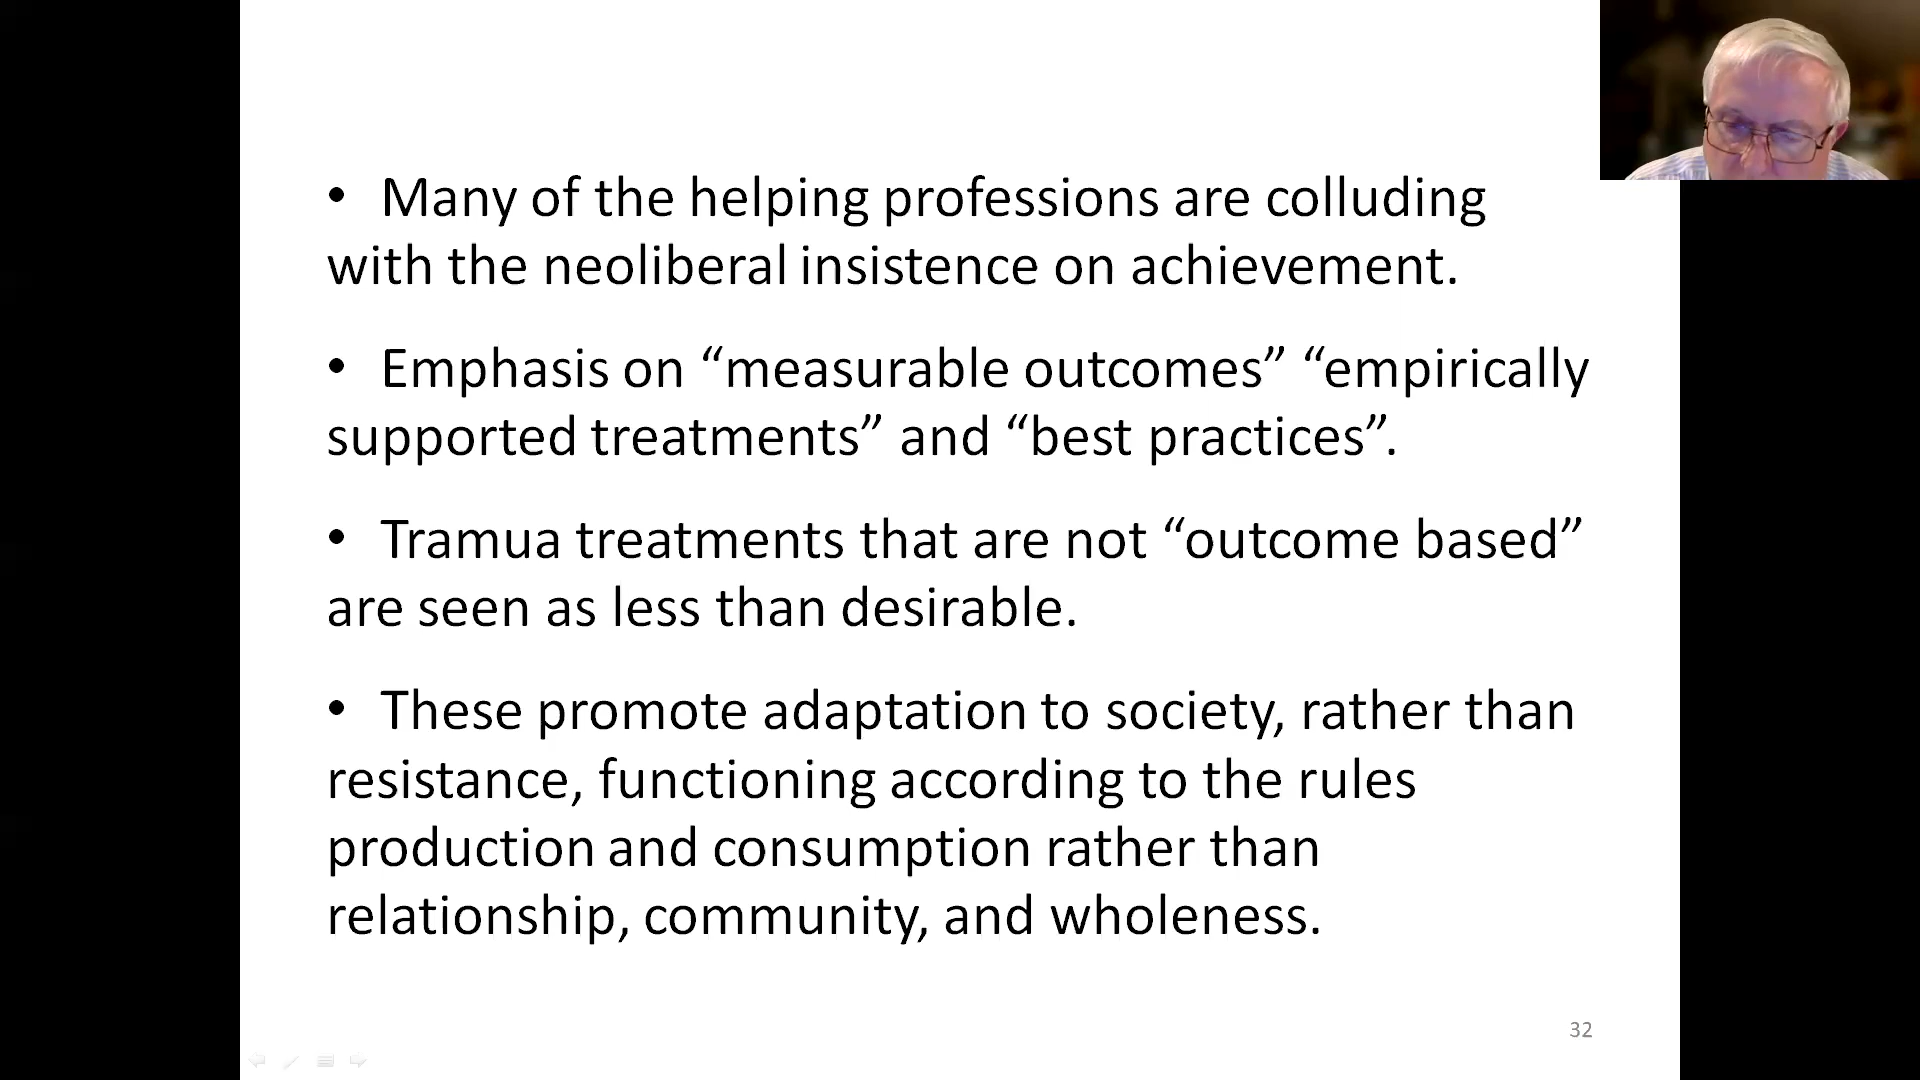 • Many of the helping professions are colluding
with the neoliberal insistence on achievement.
• Emphasis on “measurable outcomes” “empirically
supported treatments” and “best practices”.
• Tramua treatments that are not “outcome based”
are seen as less than desirable.
• These promote adaptation to society, rather than
resistance, functioning according to the rules
production and consumption rather than
relationship, community, and wholeness.
32